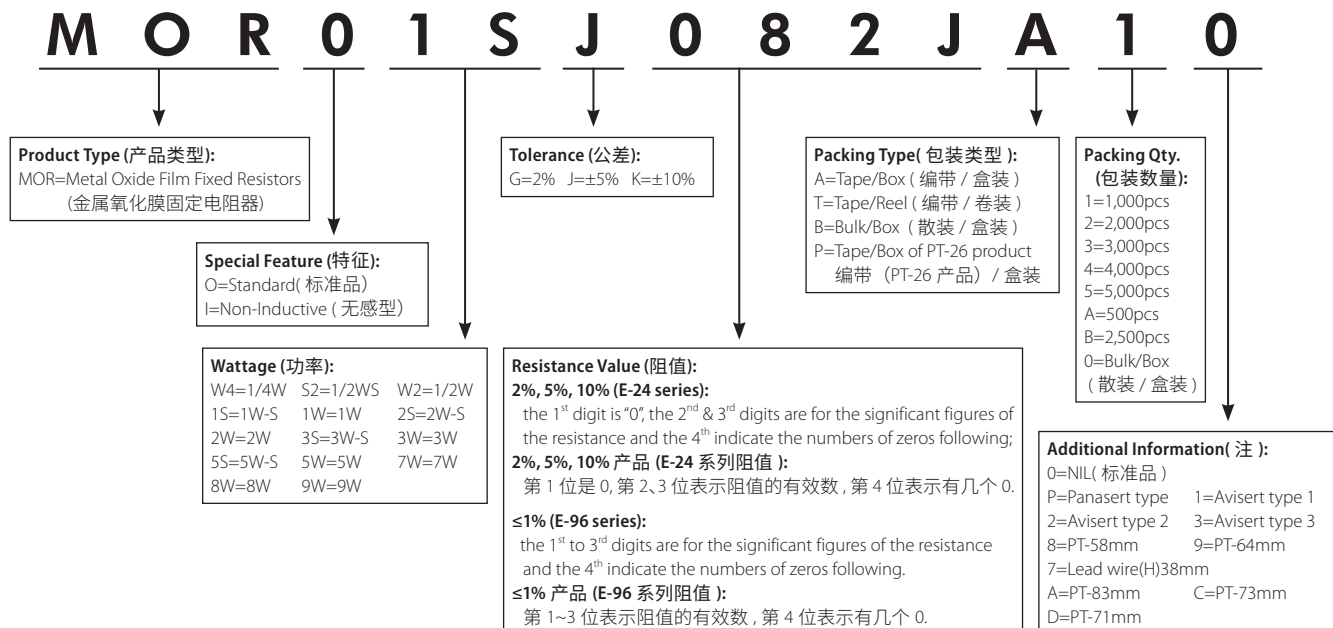 M O R 0 1 S J 0 8 2 J A 1 0
Product Type (产品类型):
MOR=Metal Oxide Film Fixed Resistors
(金属氧化膜固定电阻器)
Special Feature (特征):
O=Standard( 标准品)
I=Non-Inductive ( 无感型)
Wattage (功率):
W4=1/4W S2=1/2WS W2=1/2W
1S=1W-S 1W=1W 2S=2W-S
2W=2W 3S=3W-S 3W=3W
5S=5W-S 5W=5W 7W=7W
8W=8W 9W=9W
Tolerance (公差):
G=2% J=±5% K=±10%
Resistance Value (阻值):
2%, 5%, 10% (E-24 series):
the 1st digit is “0”, the 2nd & 3rd digits are for the significant figures of
the resistance and the 4th indicate the numbers of zeros following;
2%, 5%, 10% 产品 (E-24 系列阻值 ):
第 1 位是 0, 第 2、3 位表示阻值的有效数 , 第 4 位表示有几个 0.
≤1% (E-96 series):
the 1st to 3rd digits are for the significant figures of the resistance
and the 4th indicate the numbers of zeros following.
≤1% 产品 (E-96 系列阻值 ):
第 1~3 位表示阻值的有效数 , 第 4 位表示有几个 0.
Packing Type( 包装类型 ):
A=Tape/Box ( 编带 / 盒装 )
T=Tape/Reel ( 编带 / 卷装 )
B=Bulk/Box ( 散装 / 盒装 )
P=Tape/Box of PT-26 product
编带（PT-26 产品）/ 盒装
Packing Qty.
(包装数量):
1=1,000pcs
2=2,000pcs
3=3,000pcs
4=4,000pcs
5=5,000pcs
A=500pcs
B=2,500pcs
0=Bulk/Box
( 散装 / 盒装 )
Additional Information( 注 ):
0=NIL( 标准品 )
P=Panasert type 1=Avisert type 1
2=Avisert type 2 3=Avisert type 3
8=PT-58mm 9=PT-64mm
7=Lead wire(H)38mm
A=PT-83mm C=PT-73mm
D=PT-71mm